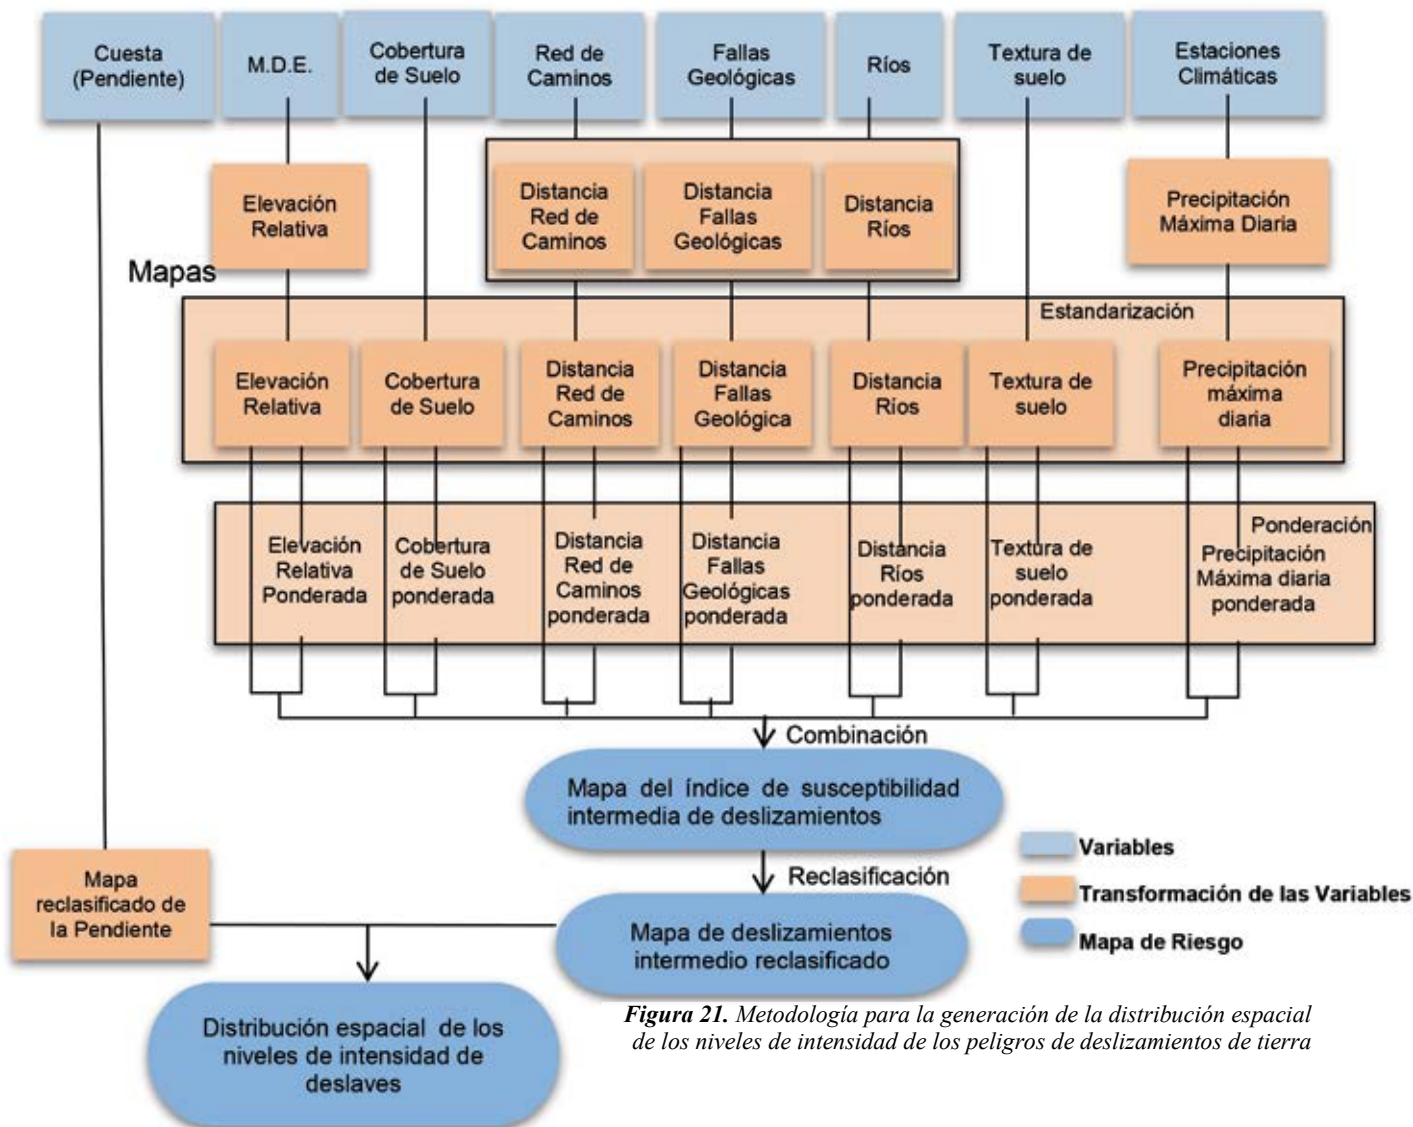 Cuesta
(Pendiente)
M.D.E.
Cobertura
de Suelo
Red de
Caminos
Fallas
Geológicas
Ríos
Textura de
suelo
Estaciones
Climáticas
Elevación
Relativa
Distancia
Red de
Caminos
Distancia
Fallas
Geológicas
Distancia
Ríos
Precipitación
Máxima Diaria
Mapas
Estandarización
Elevación
Relativa
Cobertura
de Suelo
Distancia
Red de
Caminos
Distancia
Fallas
Geológica
Distancia
Ríos
Textura de
suelo
Precipitación
máxima
diaria
Ponderación
Elevación
Relativa
Ponderada
Cobertura
de Suelo
ponderada
Distancia
Red de
Caminos
ponderada
Distancia
Fallas
Geológicas
ponderada
Distancia
Ríos
ponderada
Textura de
suelo
ponderada
Precipitación
Máxima diaria
ponderada
Combinación
Mapa del índice de susceptibilidad
intermedia de deslizamientos
Reclasificación
Mapa
reclasificado de
la Pendiente
Mapa de deslizamientos
intermedio reclasificado
Distribución espacial de los
niveles de intensidad de
deslaves
Variables
Transformación de las Variables
Mapa de Riesgo
Figura 21. Metodología para la generación de la distribución espacial
de los niveles de intensidad de los peligros de deslizamientos de tierra